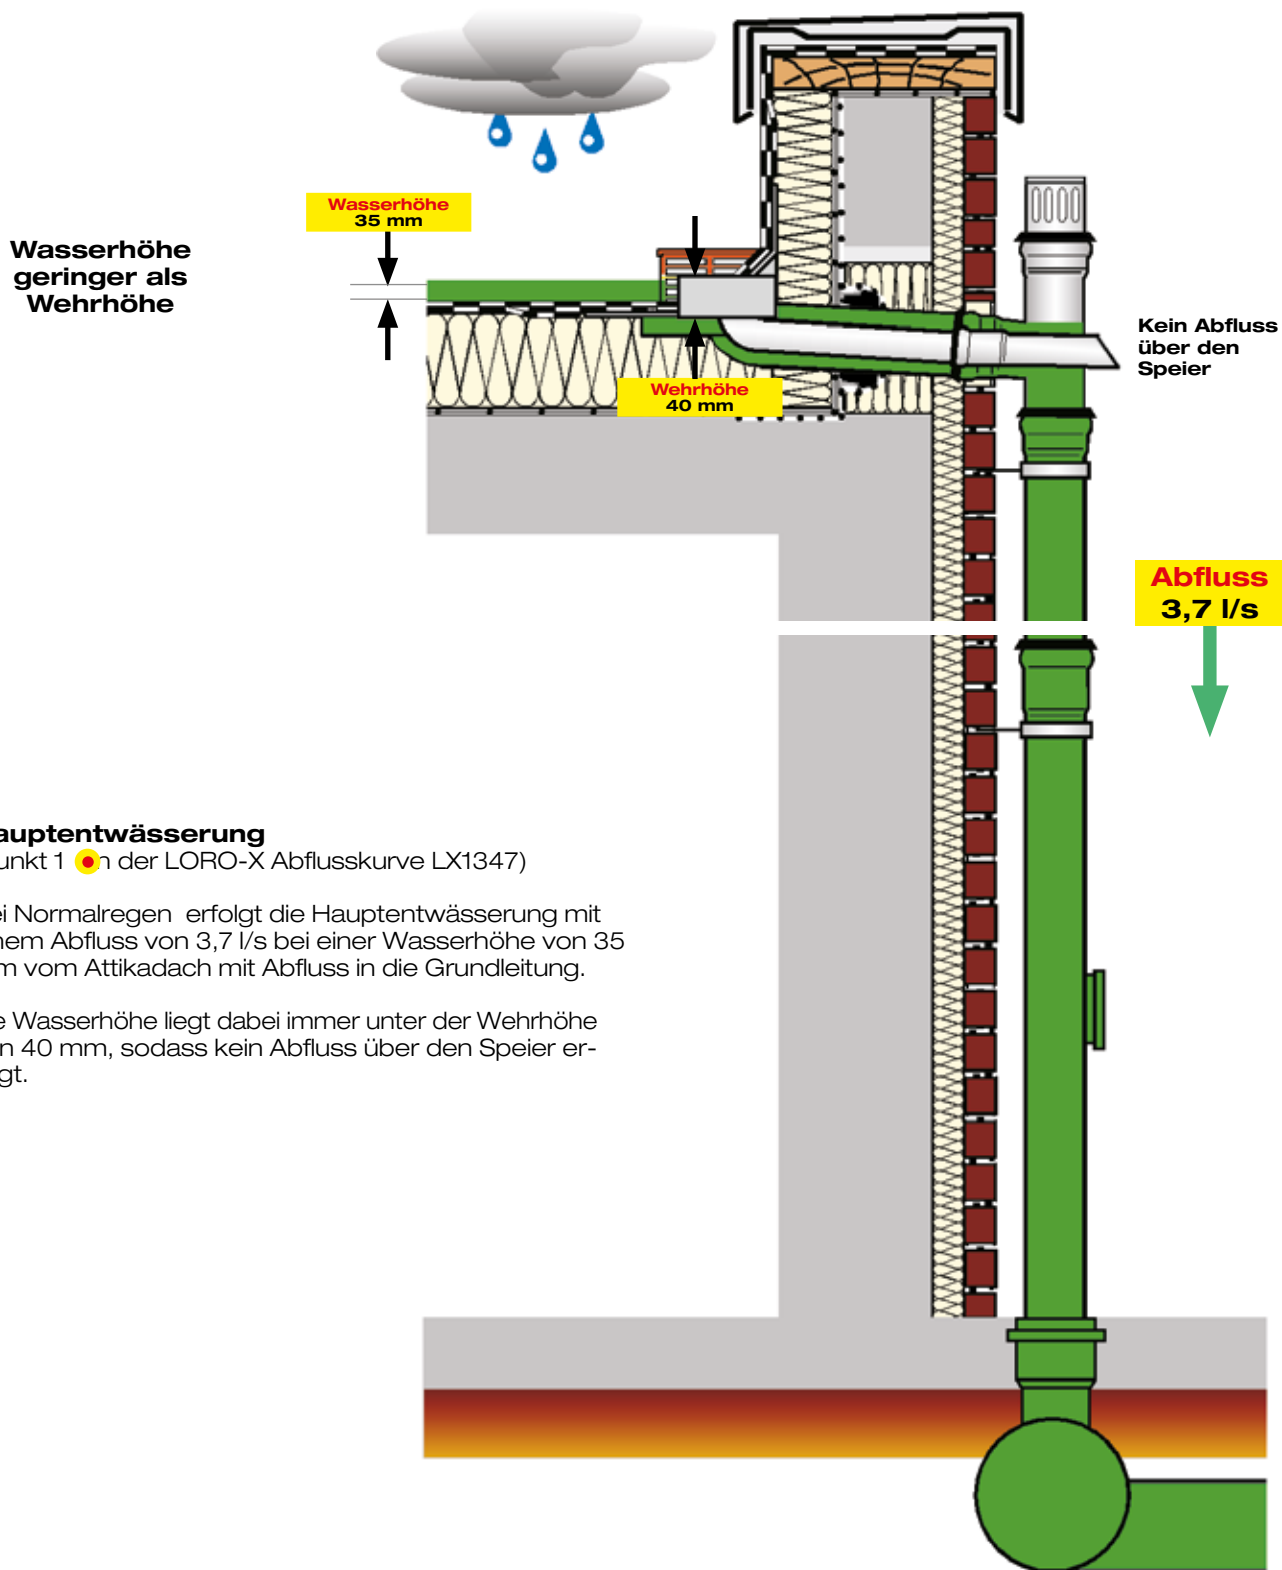 Wasserhöhe
35 mm
Wasserhöhe
geringer als
Wehrhöhe
Kein Abfluss
über den
Speier
Wehrhöhe
40 mm
Abfluss
3,7 l/s
auptentwässerung
unkt 1 n der LORO-X Abflusskurve LX1347)
ei Normalregen erfolgt die Hauptentwässerung mit
nem Abfluss von 3,7 l/s bei einer Wasserhöhe von 35
m vom Attikadach mit Abfluss in die Grundleitung.
e Wasserhöhe liegt dabei immer unter der Wehrhöhe
n 40 mm, sodass kein Abfluss über den Speier er-
gt.